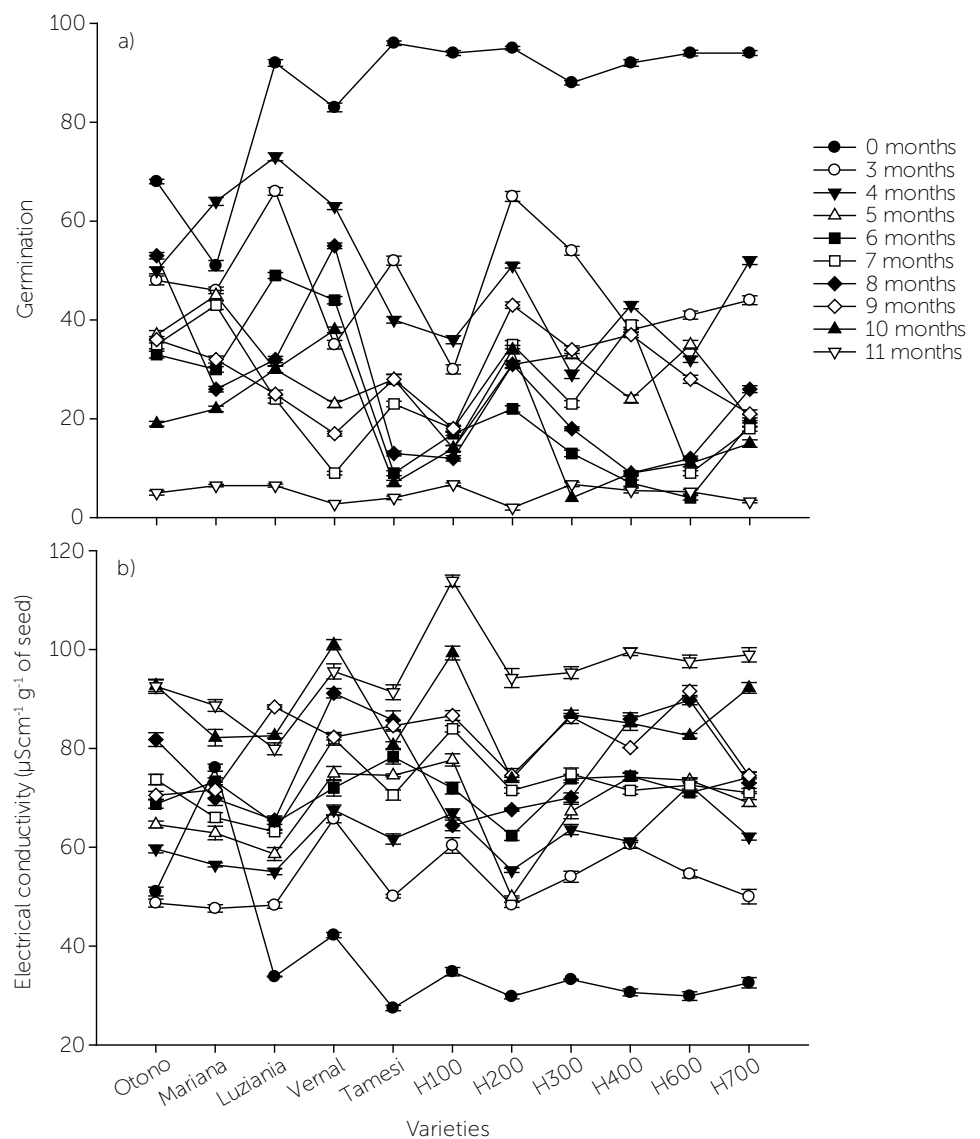 100
a)
80
60
40
20
0
Germination
0 months
3 months
4 months
5 months
6 months
7 months
8 months
9 months
10 months
11 months
120
b)
100
80
60
40
20
Electrical conductivity (µScm⁻¹ g⁻¹ of seed)
Otono Mariana Luziania Vernal Tamesi H100 H200 H300 H400 H600 H700
Varieties